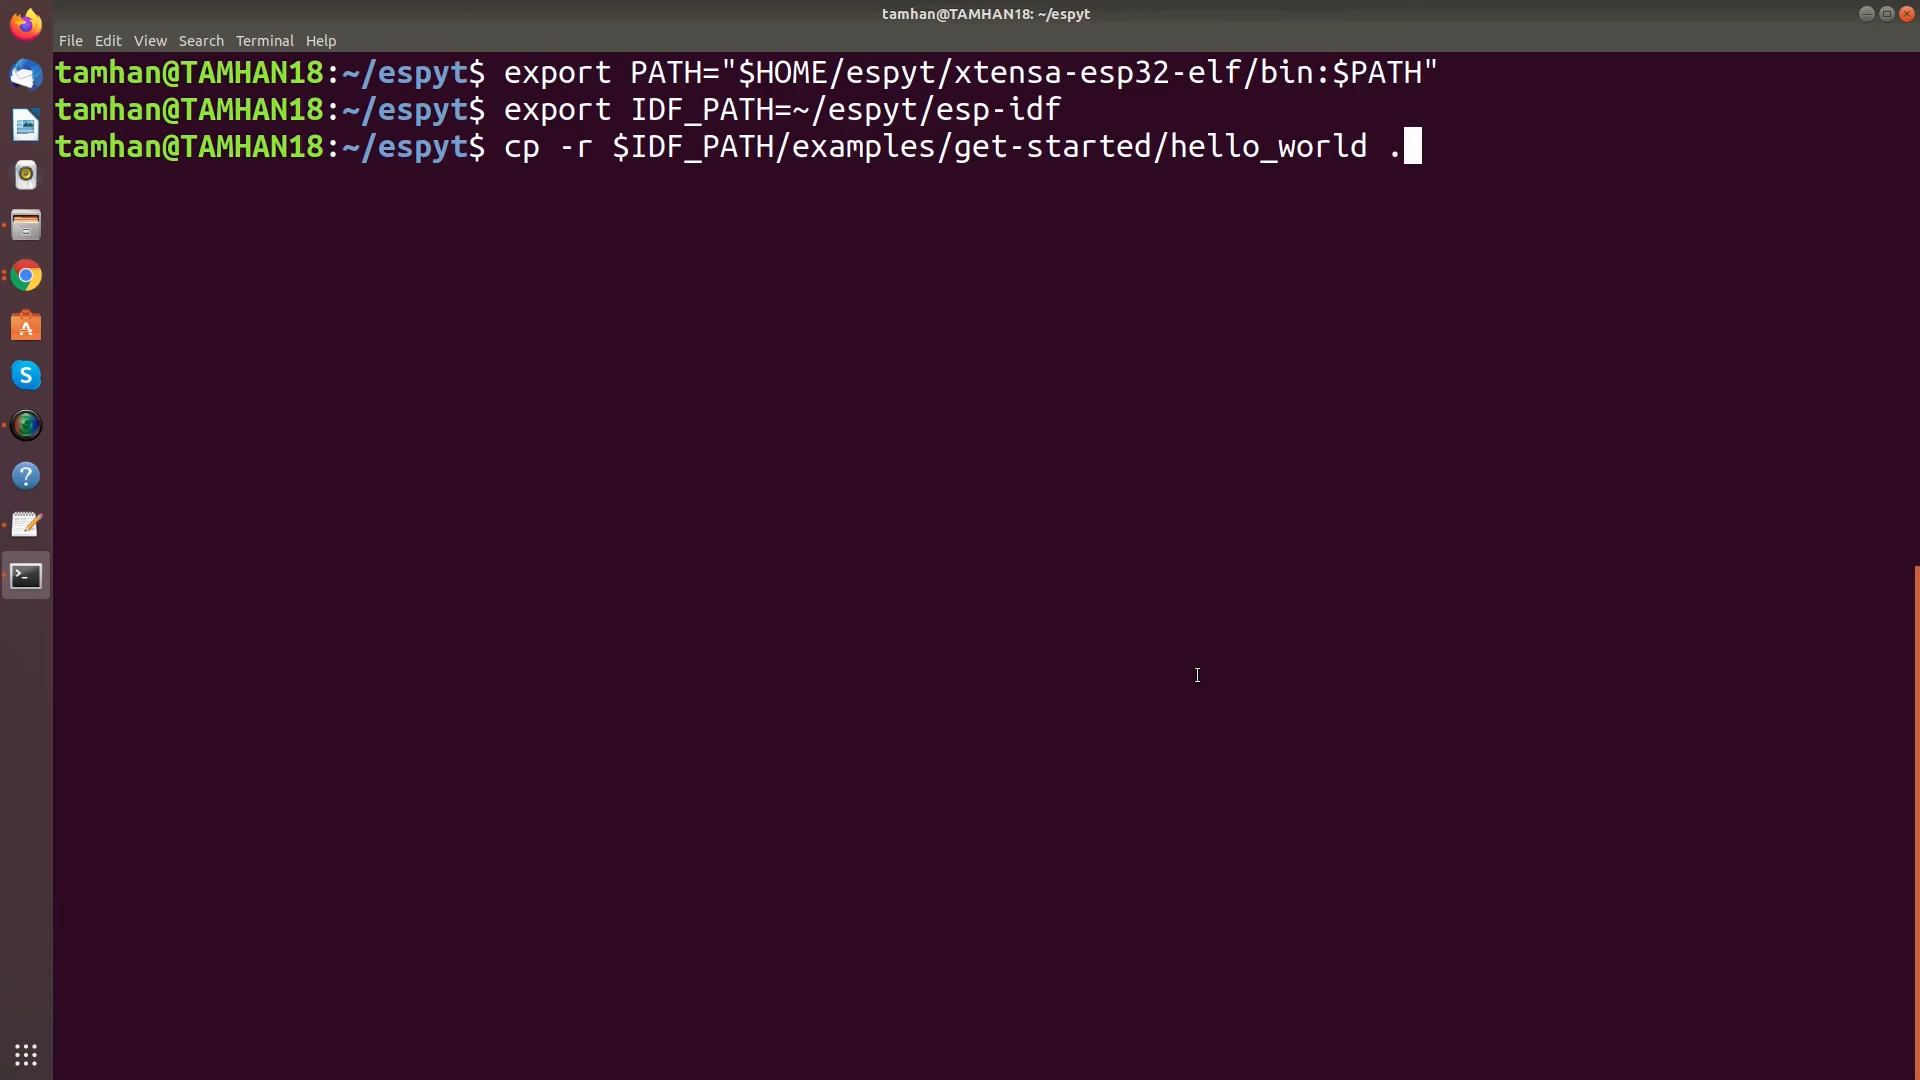 tamhan@TAMHAN18: ~/espyt
File Edit View Search Terminal Help
tamhan@TAMHAN18:~/espyt$ export PATH="$HOME/espyt/xtensa-esp32-elf/bin:$PATH"
tamhan@TAMHAN18:~/espyt$ export IDF_PATH=~/espyt/esp-idf
tamhan@TAMHAN18:~/espyt$ cp -r $IDF_PATH/examples/get-started/hello_world .